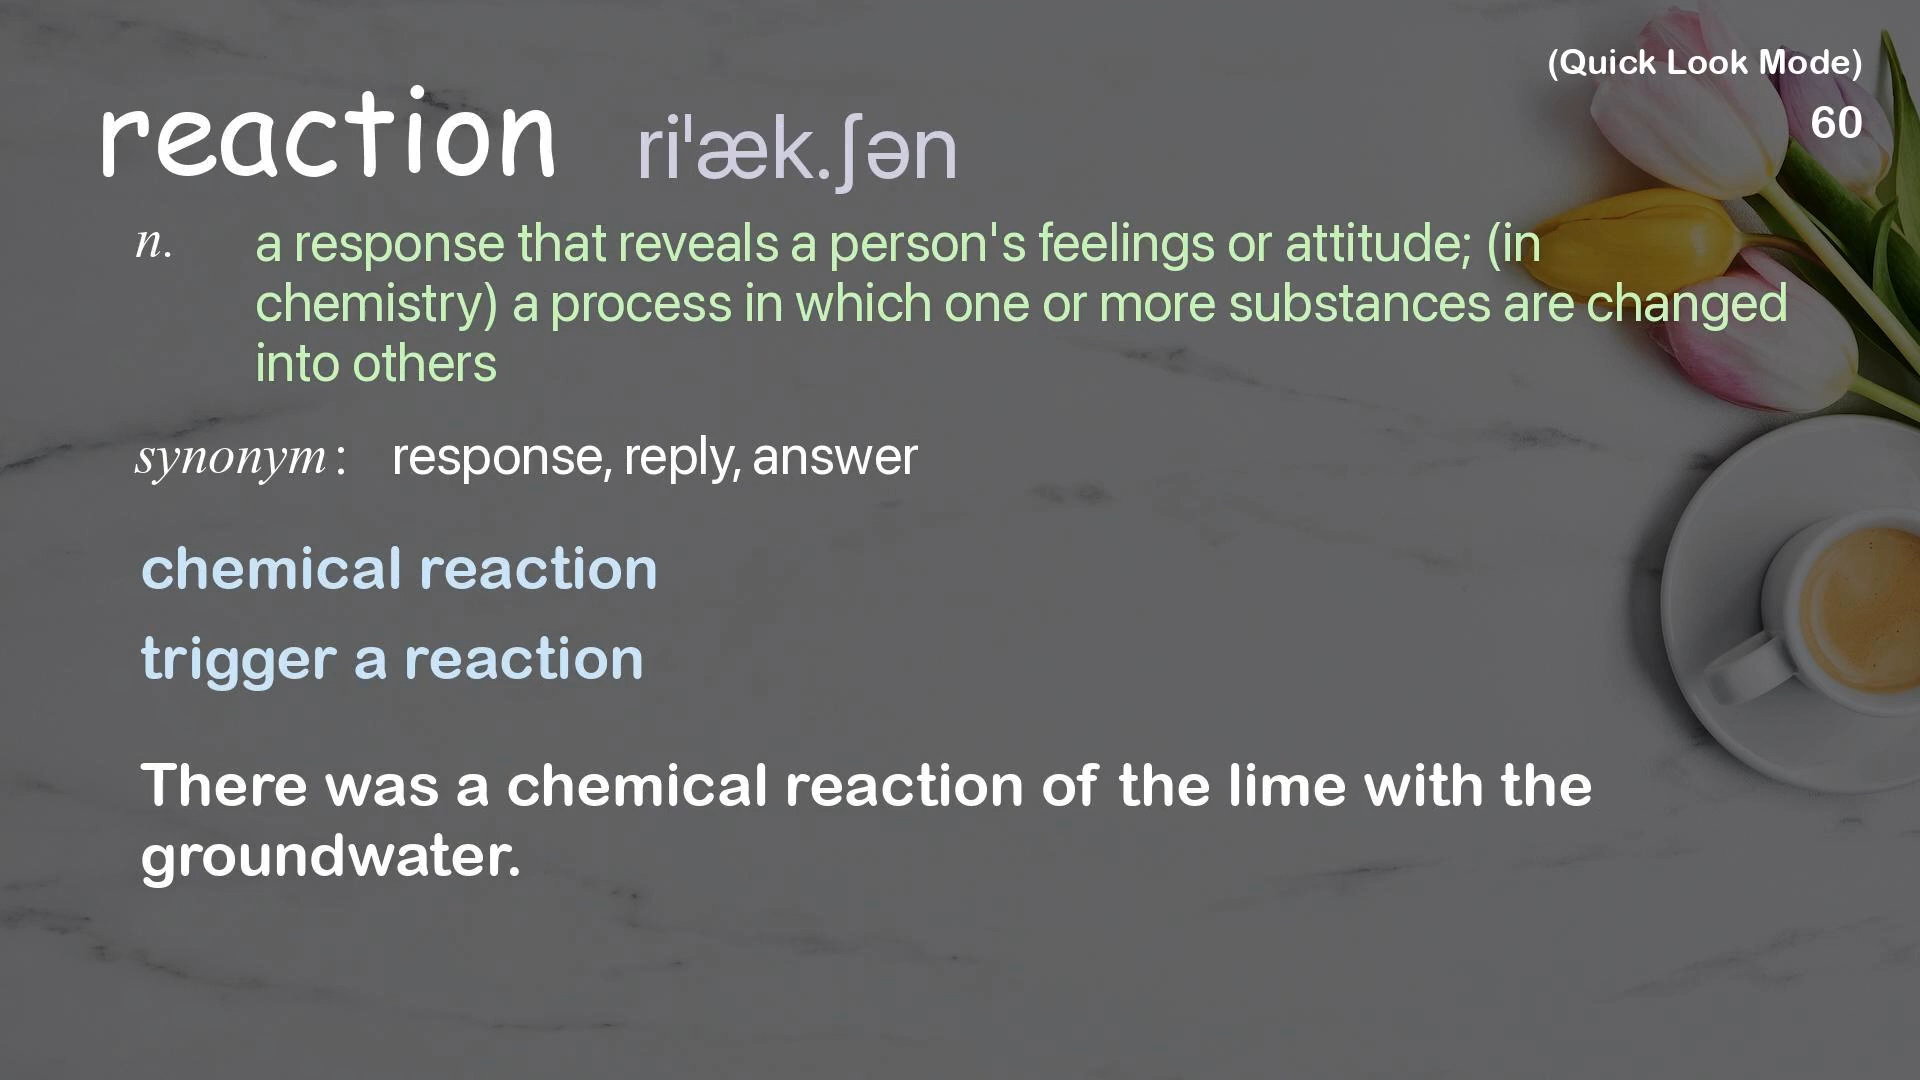 (Quick Look Mode)
60
reaction riˈæk.ʃən
n. a response that reveals a person's feelings or attitude; (in
chemistry) a process in which one or more substances are changed
into others
synonym: response, reply, answer
chemical reaction
trigger a reaction
There was a chemical reaction of the lime with the
groundwater.